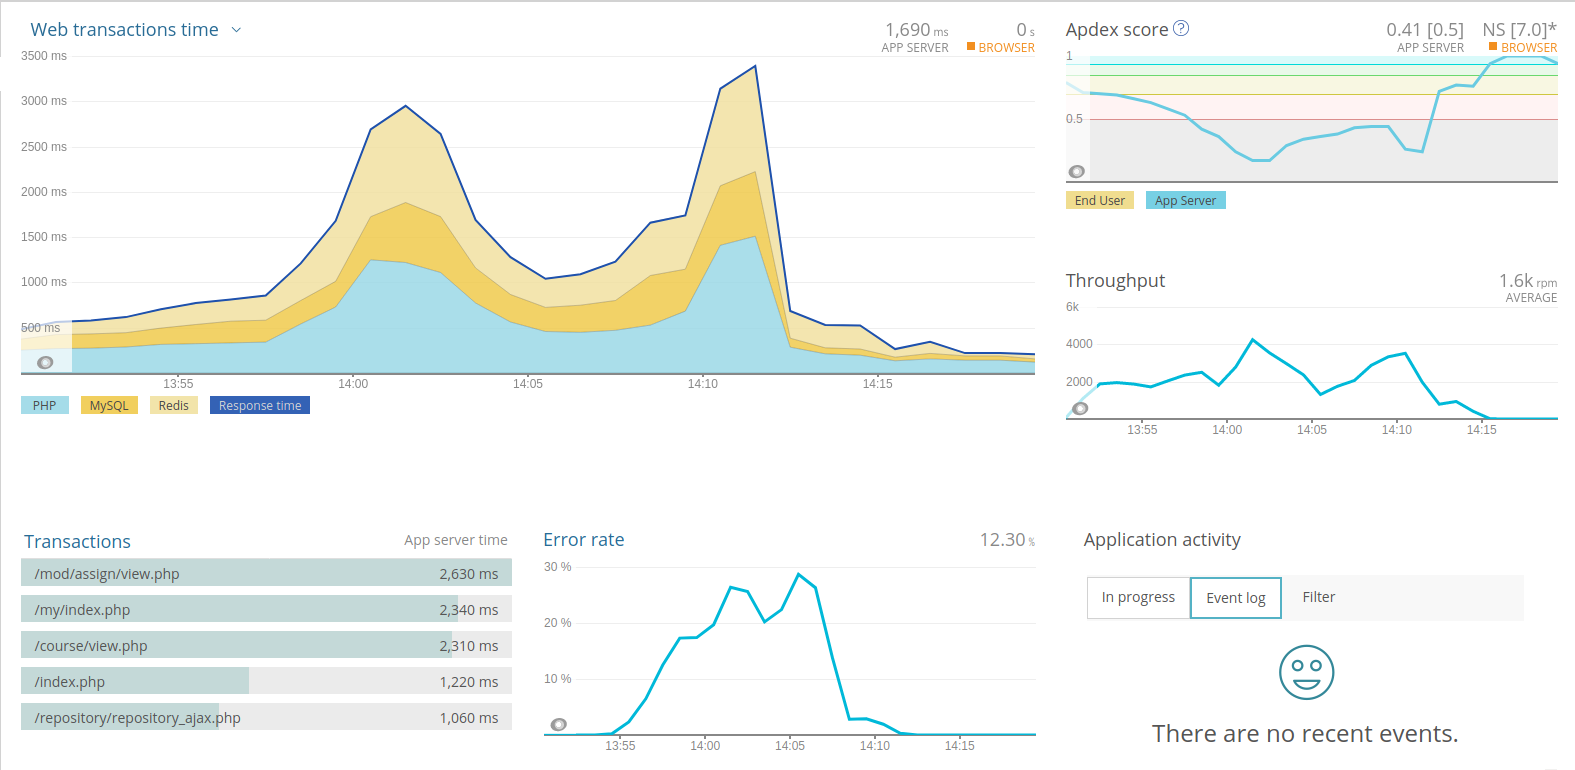 Web transactions time
1,690 ms
APP SERVER
0 s
BROWSER
3500 ms
3000 ms
2500 ms
2000 ms
1500 ms
1000 ms
500 ms
13:55 14:00 14:05 14:10 14:15
PHP MySQL Redis Response time
Apdex score ?
0.41 [0.5]
APP SERVER
NS [7.0]*
BROWSER
1
0.5
End User App Server
Throughput
1.6k rpm
AVERAGE
6k
4000
2000
13:55 14:00 14:05 14:10 14:15
Transactions App server time
/mod/assign/view.php 2,630 ms
/my/index.php 2,340 ms
/course/view.php 2,310 ms
/index.php 1,220 ms
/repository/repository_ajax.php 1,060 ms
Error rate 12.30 %
30 %
20 %
10 %
13:55 14:00 14:05 14:10 14:15
Application activity
In progress Event log Filter
There are no recent events.